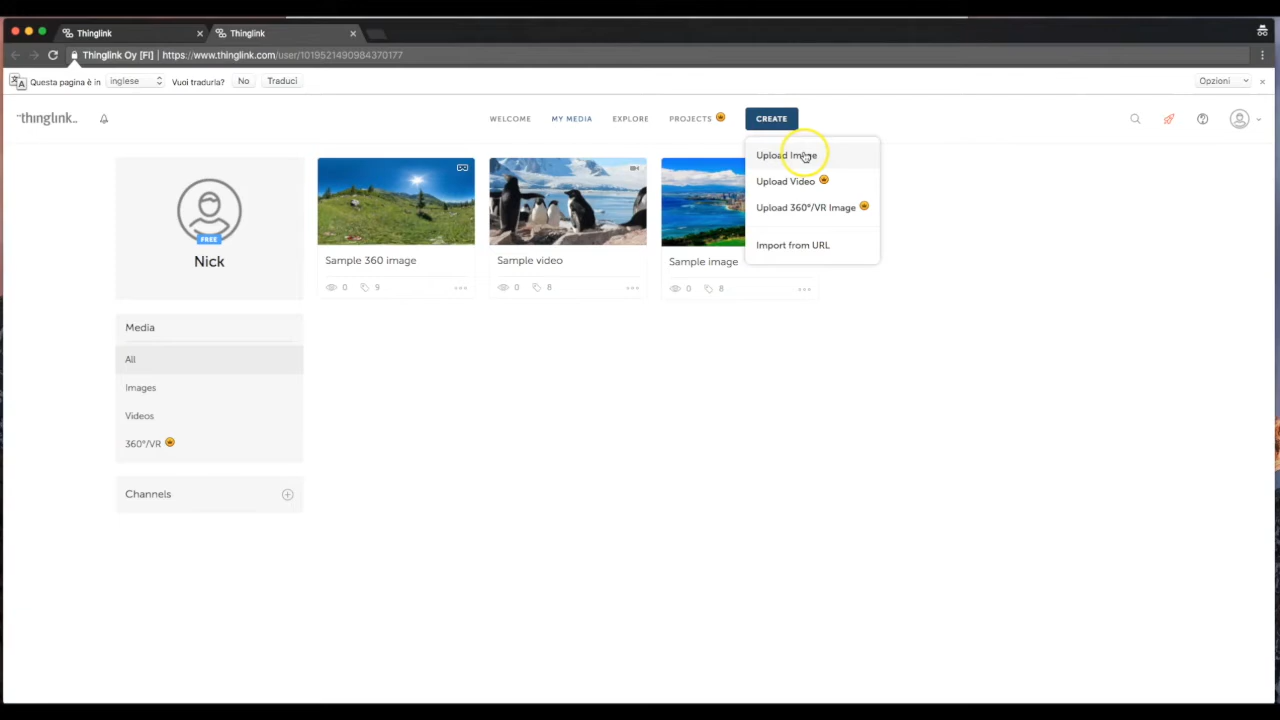 Thinglink
Thinglink
Thinglink Oy [FI] | https://www.thinglink.com/user/1019521490984370177
Questa pagina è in inglese Vuoi tradurla? No Traduci Opzioni
thinglink.. WELCOME MY MEDIA EXPLORE PROJECTS CREATE
Upload Image
Upload Video
Upload 360°/VR Image
Import from URL
FREE
Nick
Sample 360 image
0 9
Sample video
0 8
Sample image
0 8
Media
All
Images
Videos
360°/VR
Channels